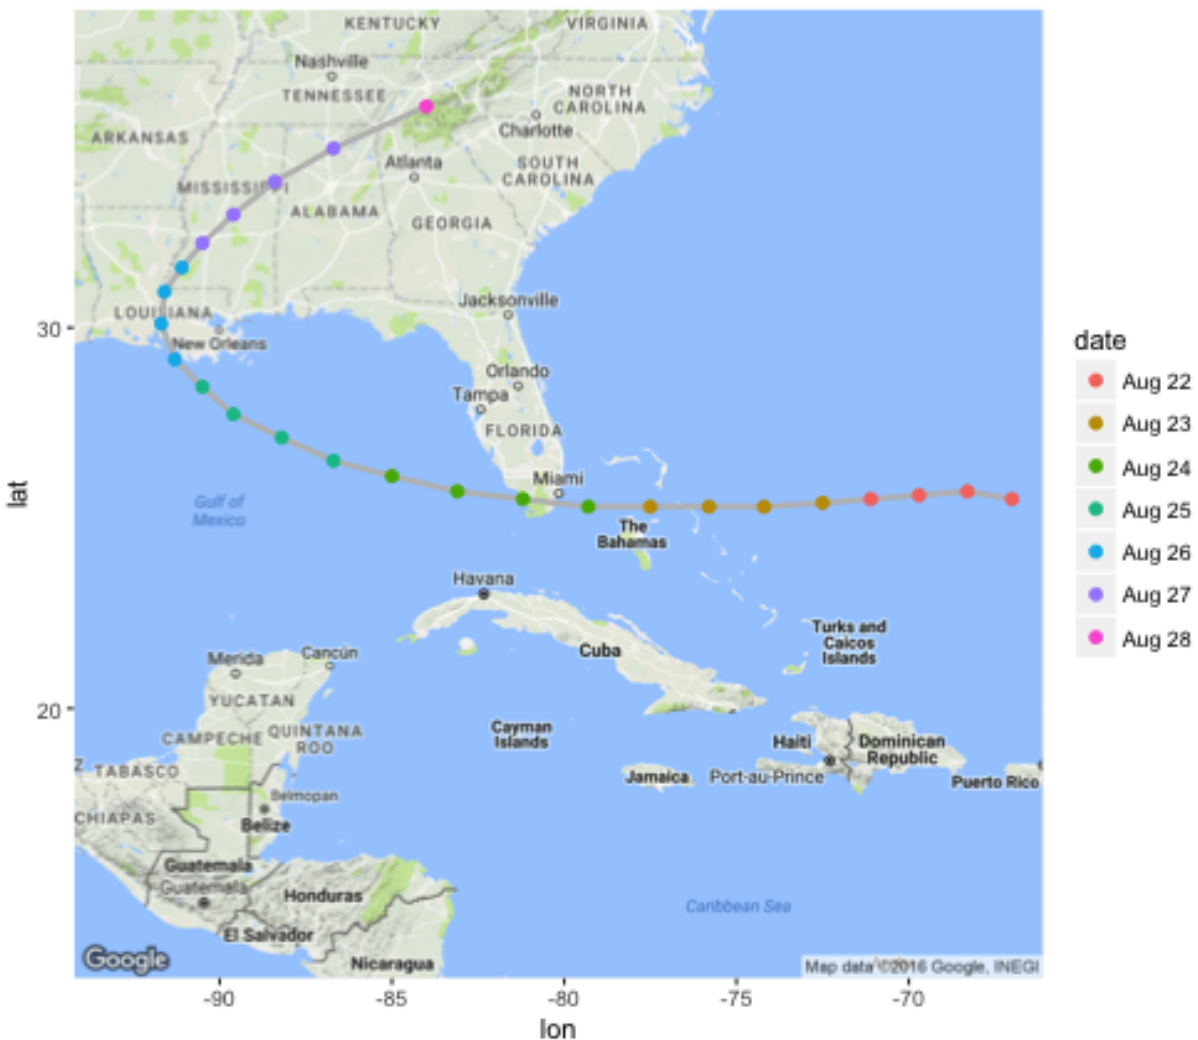 KENTUCKY
VIRGINIA
Nashville
TENNESSEE
NORTH
CAROLINA
Charlotte
ARKANSAS
Atlanta
SOUTH
CAROLINA
MISSISSIPPI
ALABAMA
GEORGIA
Jacksonville
LOUISIANA
New Orleans
30
Orlando
Tampa
FLORIDA
Miami
Gulf of
Mexico
The
Bahamas
Havana
Turks and
Caicos
Islands
Cuba
Merida
Cancún
YUCATAN
20
CAMPECHE
QUINTANA
ROO
Cayman
Islands
Haiti
Dominican
Republic
Z
TABASCO
Jamaica
Port-au-Prince
Puerto Rico
Belmopan
CHIAPAS
Belize
Guatemala
Guatemala
Honduras
Caribbean Sea
El Salvador
Nicaragua
Google
Map data ©2016 Google, INEGI
-90
-85
-80
-75
-70
lon
lat
date
Aug 22
Aug 23
Aug 24
Aug 25
Aug 26
Aug 27
Aug 28